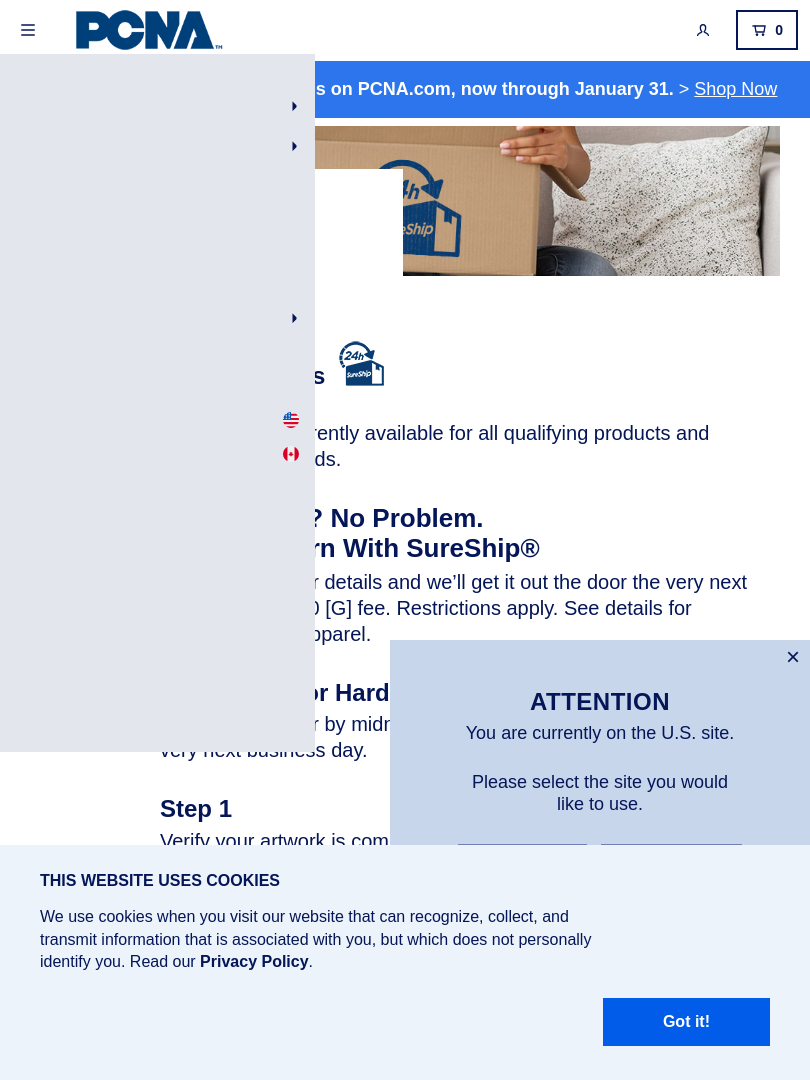 PCNA™
0
s on PCNA.com, now through January 31. > Shop Now
24h
SureShip
s
24h
SureShip
rently available for all qualifying products and
ds.
? No Problem.
rn With SureShip®
r details and we’ll get it out the door the very next
0 [G] fee. Restrictions apply. See details for
pparel.
or Hard
r by midn
very next business day.
Step 1
Verify your artwork is com
ATTENTION
You are currently on the U.S. site.
Please select the site you would
like to use.
THIS WEBSITE USES COOKIES
We use cookies when you visit our website that can recognize, collect, and
transmit information that is associated with you, but which does not personally
identify you. Read our Privacy Policy.
Got it!